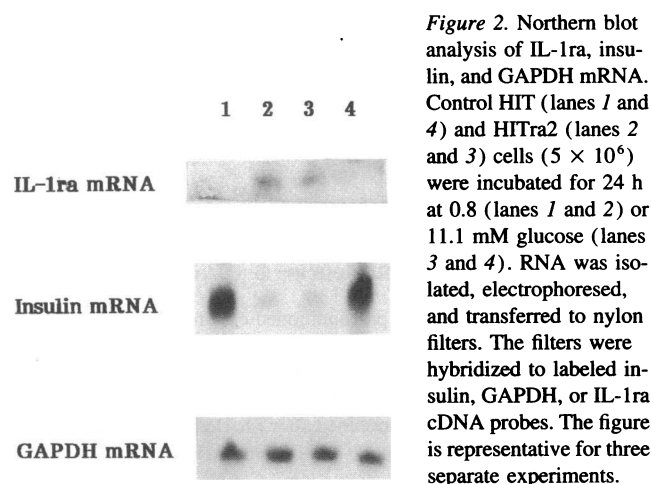 1 2 3 4
IL-1ra mRNA
Insulin mRNA
GAPDH mRNA
Figure 2. Northern blot
analysis of IL-1ra, insu-
lin, and GAPDH mRNA.
Control HIT (lanes 1 and
4) and HITra2 (lanes 2
and 3) cells (5 × 10⁶)
were incubated for 24 h
at 0.8 (lanes 1 and 2) or
11.1 mM glucose (lanes
3 and 4). RNA was iso-
lated, electrophoresed,
and transferred to nylon
filters. The filters were
hybridized to labeled in-
sulin, GAPDH, or IL-1ra
cDNA probes. The figure
is representative for three
separate experiments.